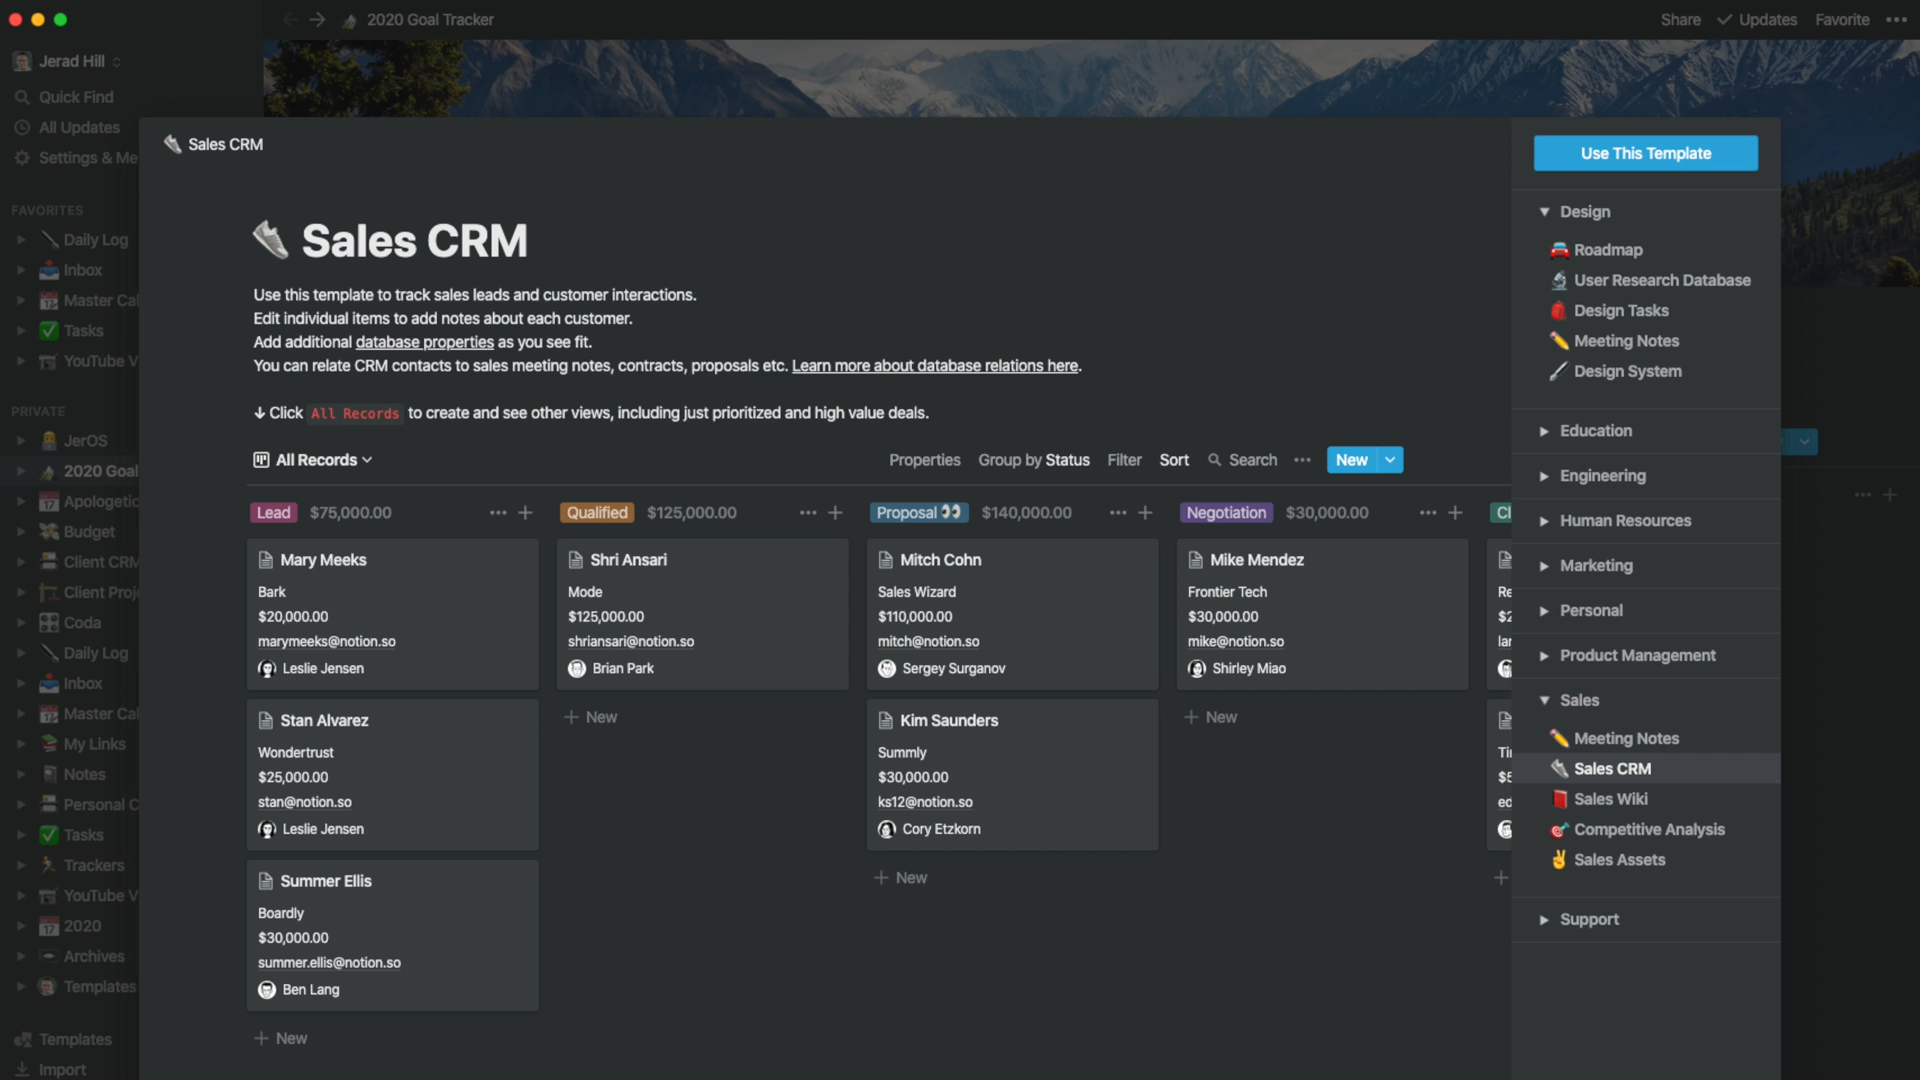 2020 Goal Tracker
Share
Updates
Favorite
Jerad Hill
Quick Find
All Updates
Settings & Me
FAVORITES
Daily Log
Inbox
Master Cal
Tasks
YouTube V
PRIVATE
JerOS
2020 Goal
Apologetic
Budget
Client CRM
Client Proj
Coda
Daily Log
Inbox
Master Cal
My Links
Notes
Personal C
Tasks
Trackers
YouTube V
2020
Archives
Templates
Templates
Import
Sales CRM
Sales CRM
Use this template to track sales leads and customer interactions.
Edit individual items to add notes about each customer.
Add additional database properties as you see fit.
You can relate CRM contacts to sales meeting notes, contracts, proposals etc. Learn more about database relations here.
↓ Click All Records to create and see other views, including just prioritized and high value deals.
All Records
Properties
Group by Status
Filter
Sort
Search
New
Lead $75,000.00
Mary Meeks
Bark
$20,000.00
marymeeks@notion.so
Leslie Jensen
Stan Alvarez
Wondertrust
$25,000.00
stan@notion.so
Leslie Jensen
Summer Ellis
Boardly
$30,000.00
summer.ellis@notion.so
Ben Lang
+ New
Qualified $125,000.00
Shri Ansari
Mode
$125,000.00
shriansari@notion.so
Brian Park
+ New
Proposal 👀 $140,000.00
Mitch Cohn
Sales Wizard
$110,000.00
mitch@notion.so
Sergey Surganov
Kim Saunders
Summly
$30,000.00
ks12@notion.so
Cory Etzkorn
+ New
Negotiation $30,000.00
Mike Mendez
Frontier Tech
$30,000.00
mike@notion.so
Shirley Miao
+ New
Use This Template
Design
Roadmap
User Research Database
Design Tasks
Meeting Notes
Design System
Education
Engineering
Human Resources
Marketing
Personal
Product Management
Sales
Meeting Notes
Sales CRM
Sales Wiki
Competitive Analysis
Sales Assets
Support